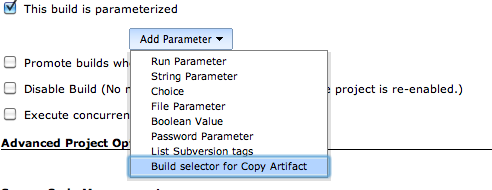 This build is parameterized
Add Parameter
Run Parameter
Promote builds
String Parameter
Choice
Disable Build (No
project is re-enabled.)
File Parameter
Boolean Value
Execute concurren
Password Parameter
Advanced Project Op
List Subversion tags
Build selector for Copy Artifact